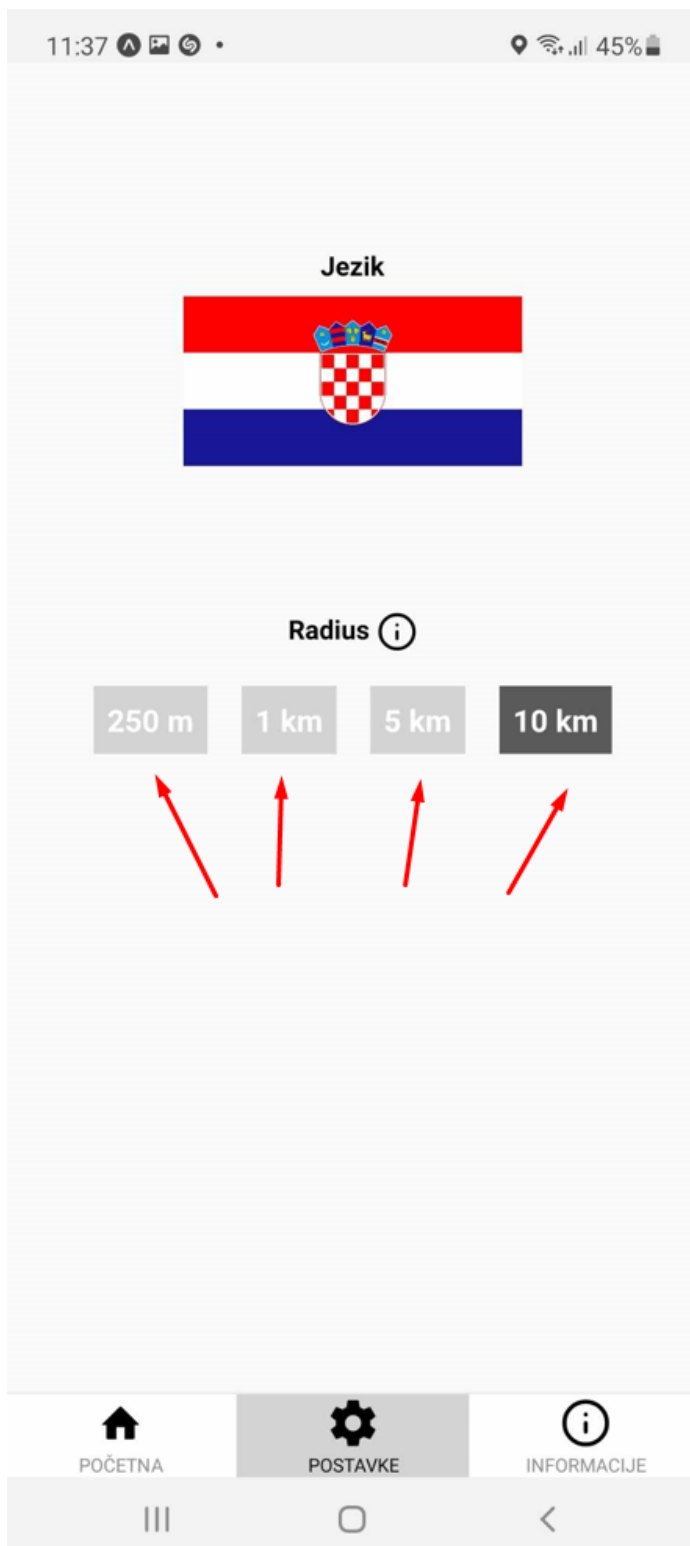 11:37 45%
Jezik
Radius
250 m 1 km 5 km 10 km
POČETNA POSTAVKE INFORMACIJE